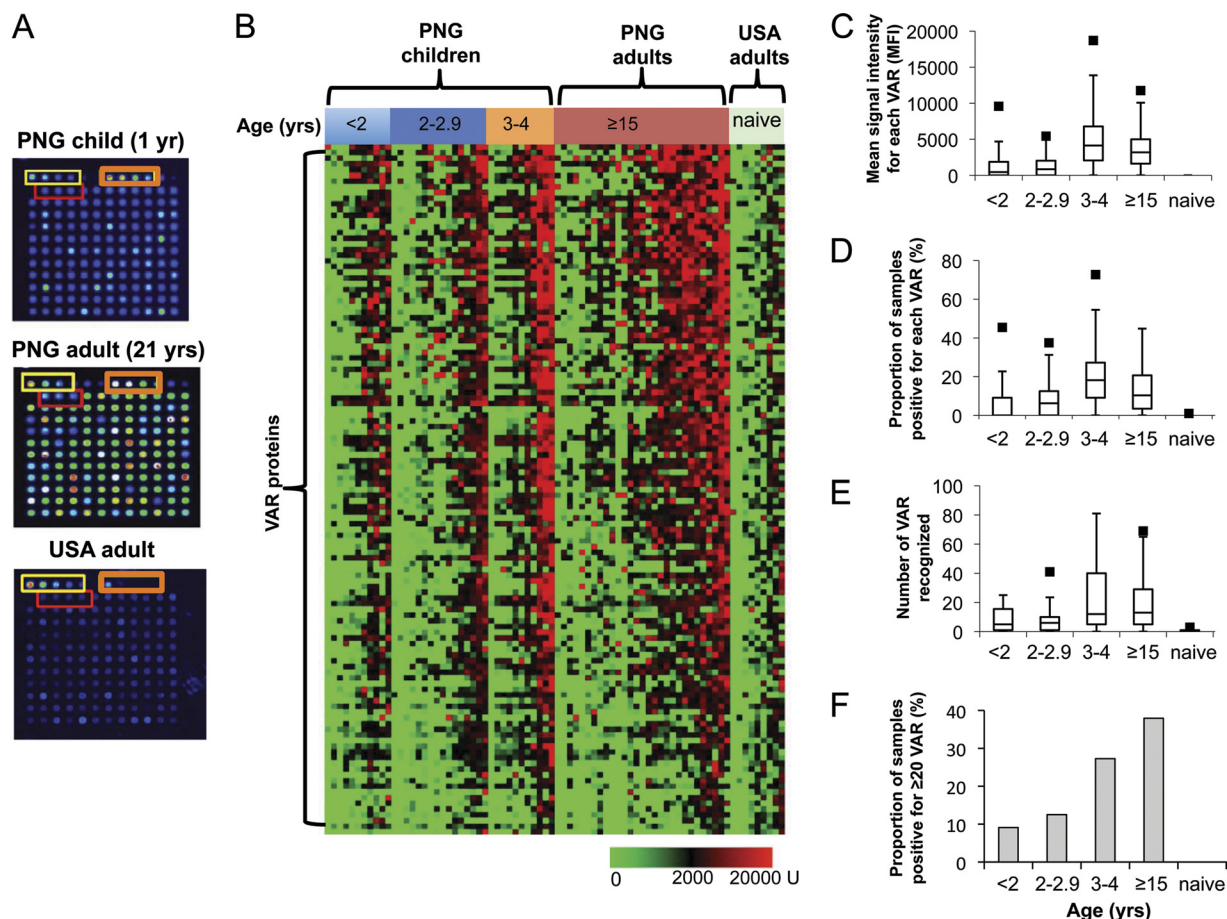 A
PNG child (1 yr)
PNG adult (21 yrs)
USA adult
B
PNG
children
PNG
adults
USA
adults
Age (yrs)
<2
2-2.9
3-4
≥15
naive
VAR proteins
0
2000
20000 U
C
Mean signal intensity
for each VAR (MFI)
20000
15000
10000
5000
0
<2
2-2.9
3-4
≥15
naive
D
Proportion of samples
positive for each VAR (%)
80
60
40
20
0
<2
2-2.9
3-4
≥15
naive
E
Number of VAR
recognized
100
80
60
40
20
0
<2
2-2.9
3-4
≥15
naive
F
Proportion of samples
positive for ≥20 VAR (%)
40
30
20
10
0
<2
2-2.9
3-4
≥15
naive
Age (yrs)